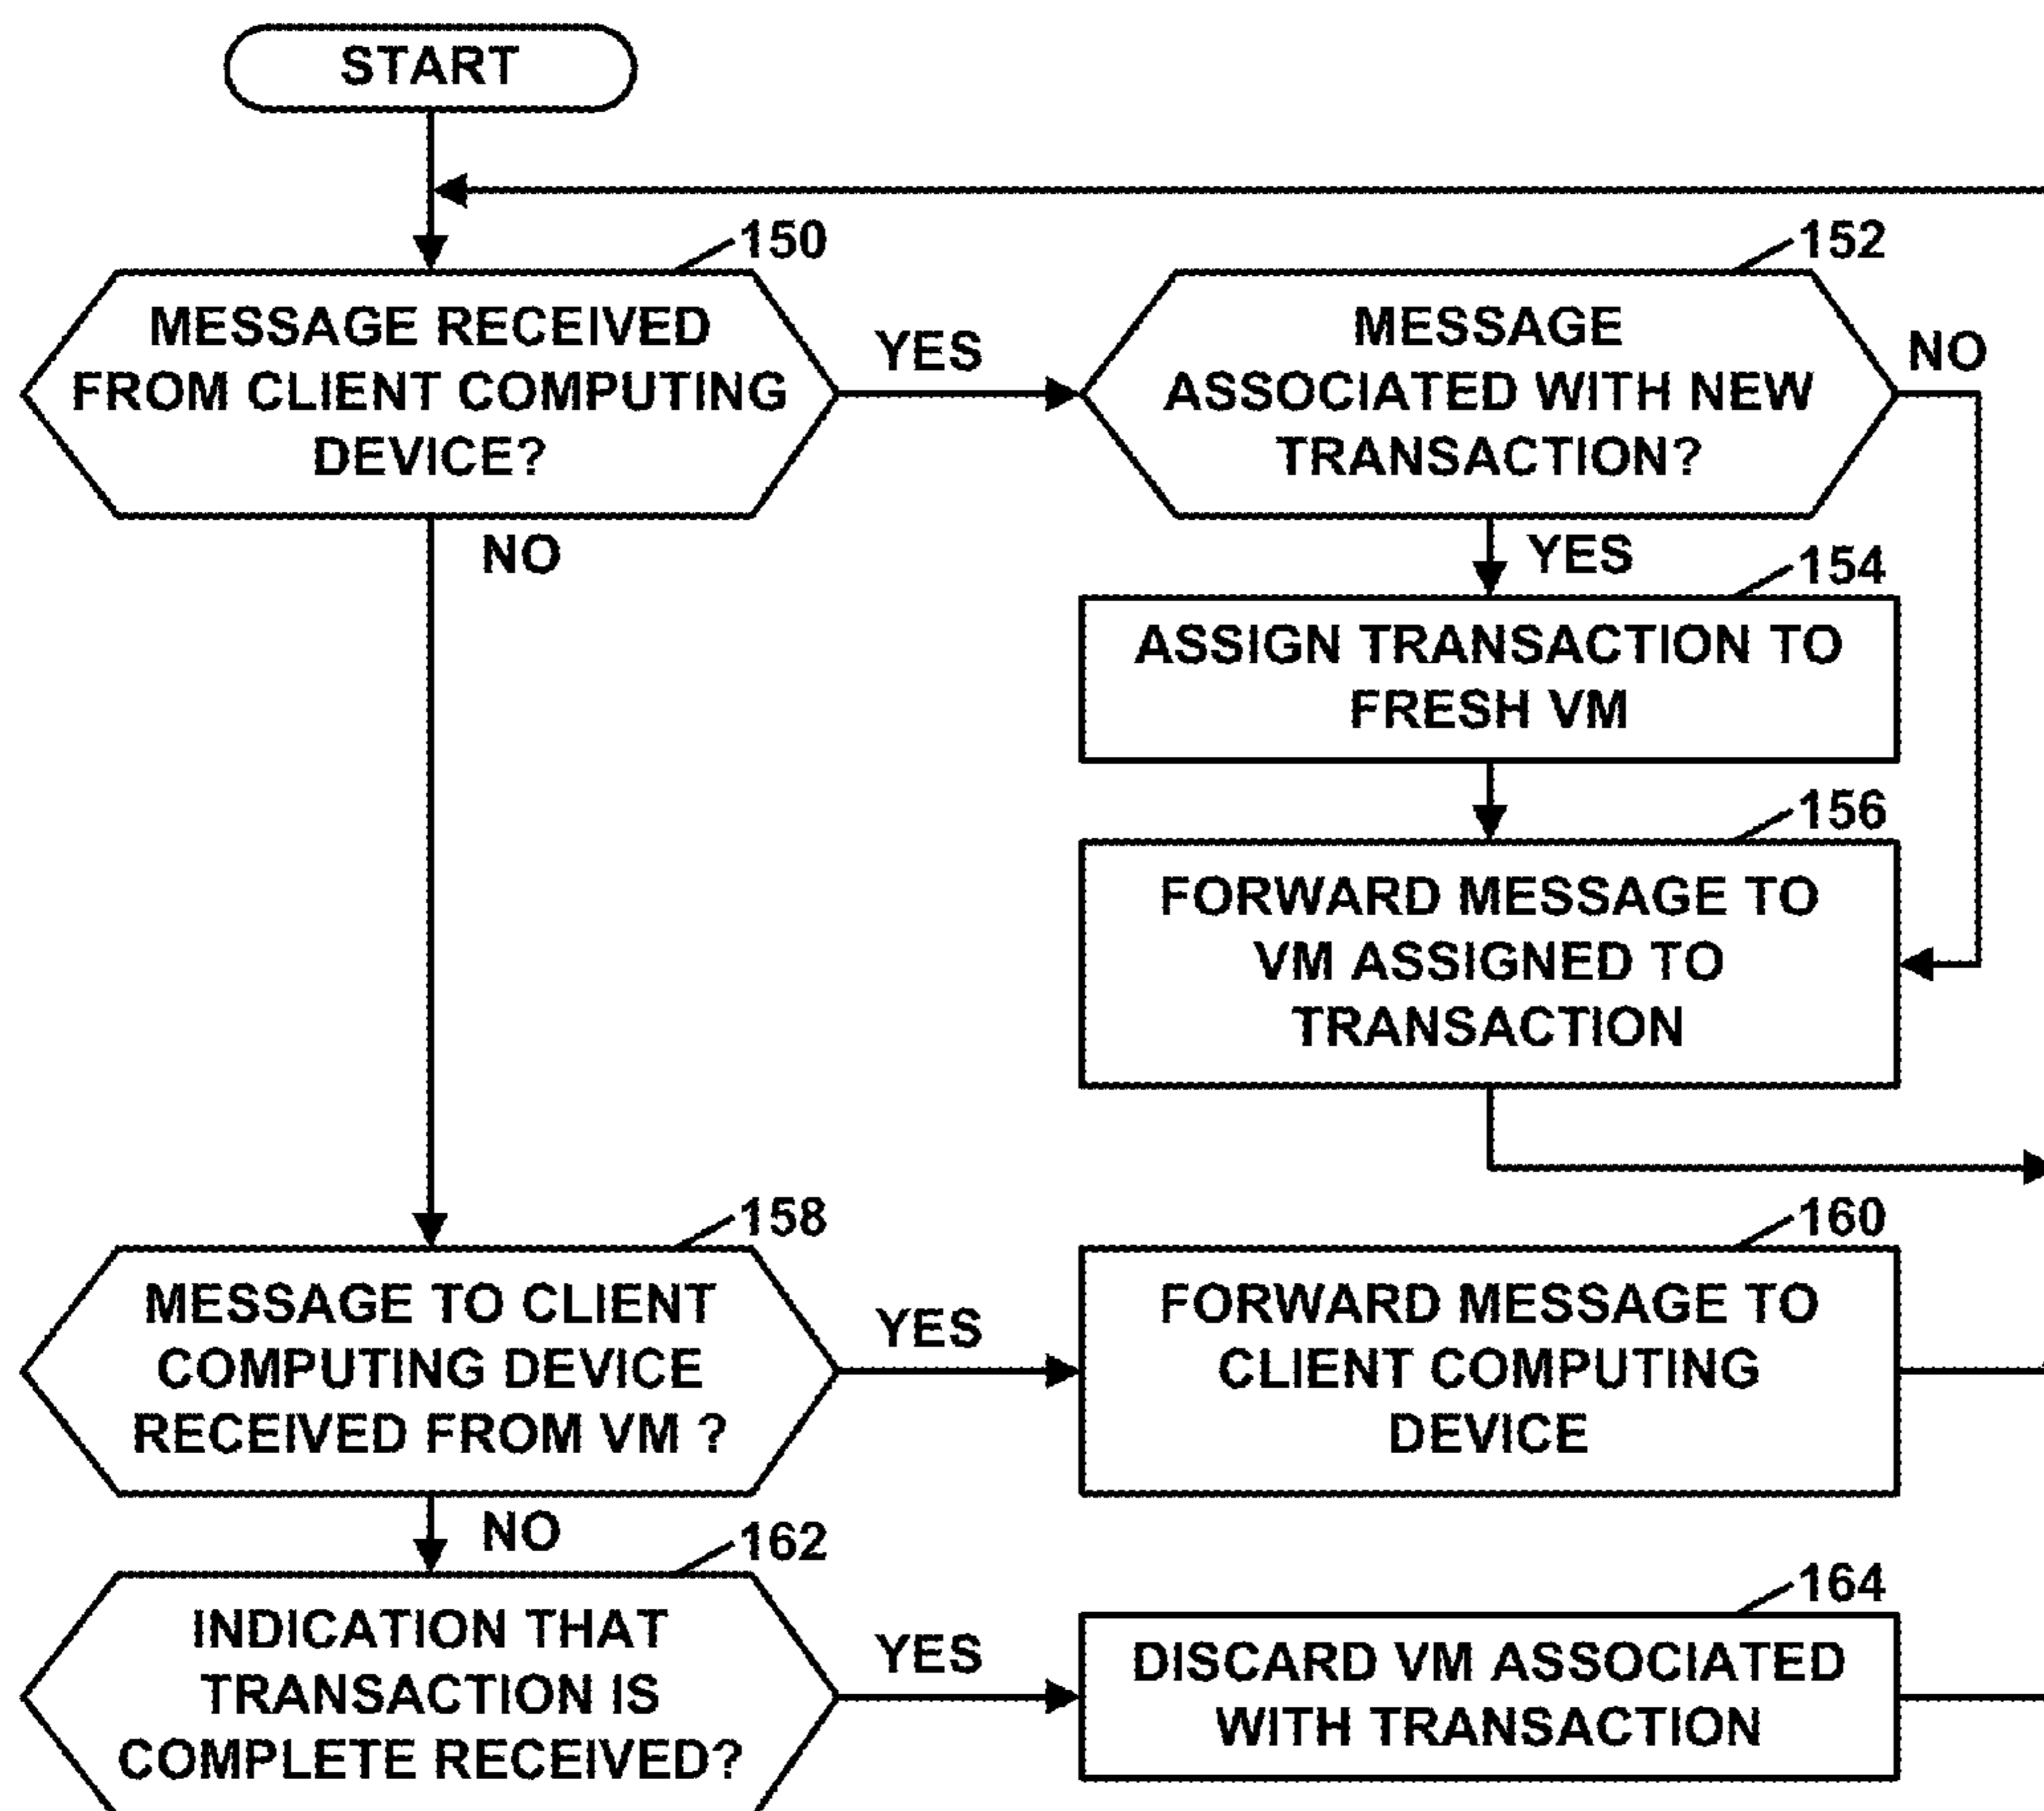 START
150
MESSAGE RECEIVED
FROM CLIENT COMPUTING
DEVICE?
YES
NO
152
MESSAGE
ASSOCIATED WITH NEW
TRANSACTION?
NO
YES
154
ASSIGN TRANSACTION TO
FRESH VM
156
FORWARD MESSAGE TO
VM ASSIGNED TO
TRANSACTION
158
MESSAGE TO CLIENT
COMPUTING DEVICE
RECEIVED FROM VM ?
YES
NO
160
FORWARD MESSAGE TO
CLIENT COMPUTING
DEVICE
162
INDICATION THAT
TRANSACTION IS
COMPLETE RECEIVED?
YES
164
DISCARD VM ASSOCIATED
WITH TRANSACTION